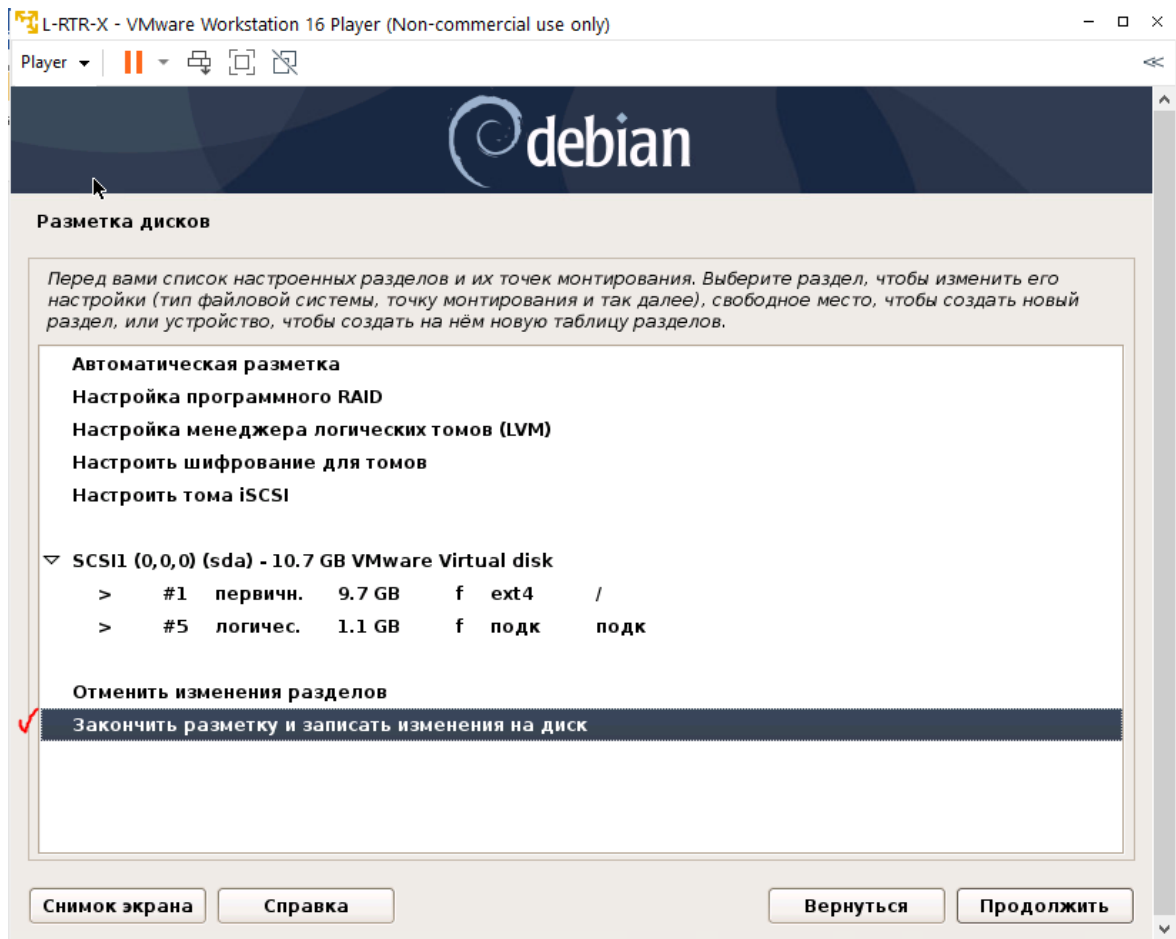 L-RTR-X - VMware Workstation 16 Player (Non-commercial use only)
Player
debian
Разметка дисков
Перед вами список настроенных разделов и их точек монтирования. Выберите раздел, чтобы изменить его
настройки (тип файловой системы, точку монтирования и так далее), свободное место, чтобы создать новый
раздел, или устройство, чтобы создать на нём новую таблицу разделов.
Автоматическая разметка
Настройка программного RAID
Настройка менеджера логических томов (LVM)
Настроить шифрование для томов
Настроить тома iSCSI
SCSI1 (0,0,0) (sda) - 10.7 GB VMware Virtual disk
> #1 первичн. 9.7 GB f ext4 /
> #5 логичес. 1.1 GB f подк подк
Отменить изменения разделов
Закончить разметку и записать изменения на диск
Снимок экрана Справка Вернуться Продолжить